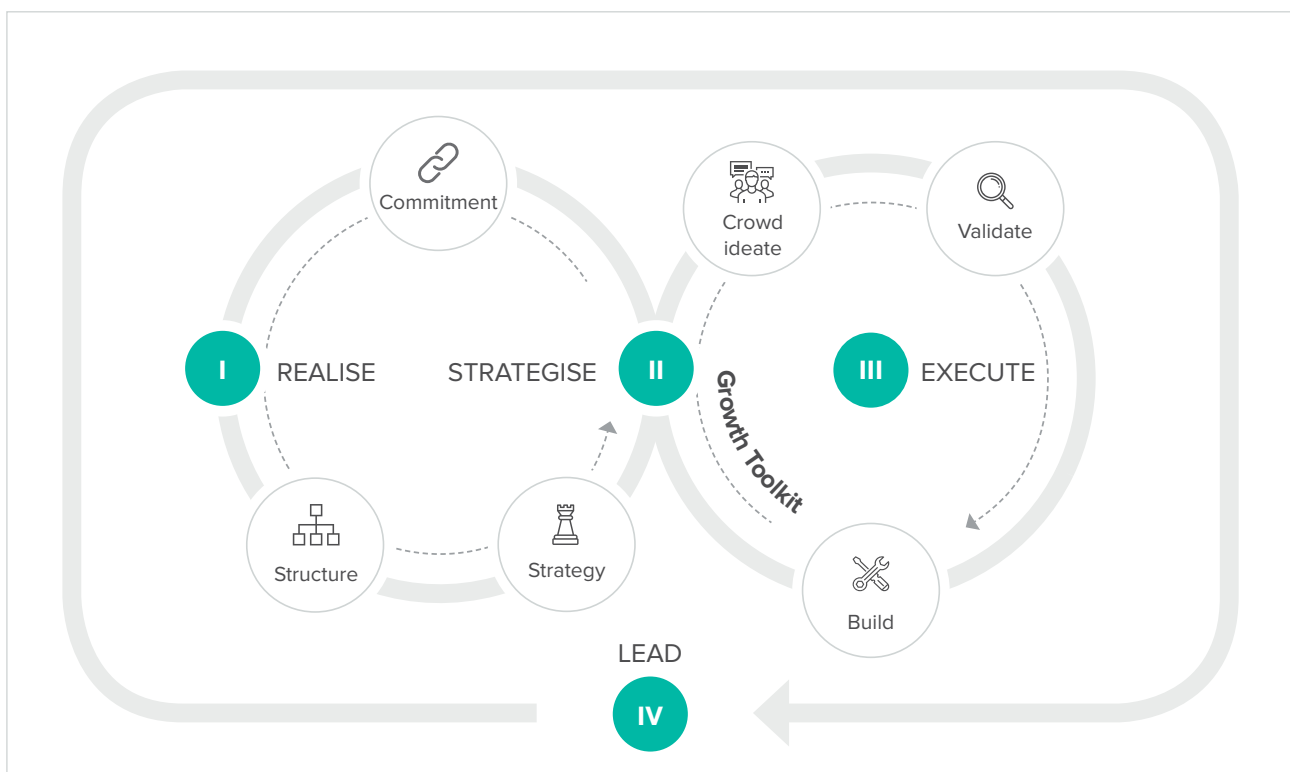 Commitment
Crowd
ideate
Validate
I
REALISE
STRATEGISE
II
Growth Toolkit
III
EXECUTE
Structure
Strategy
Build
LEAD
IV